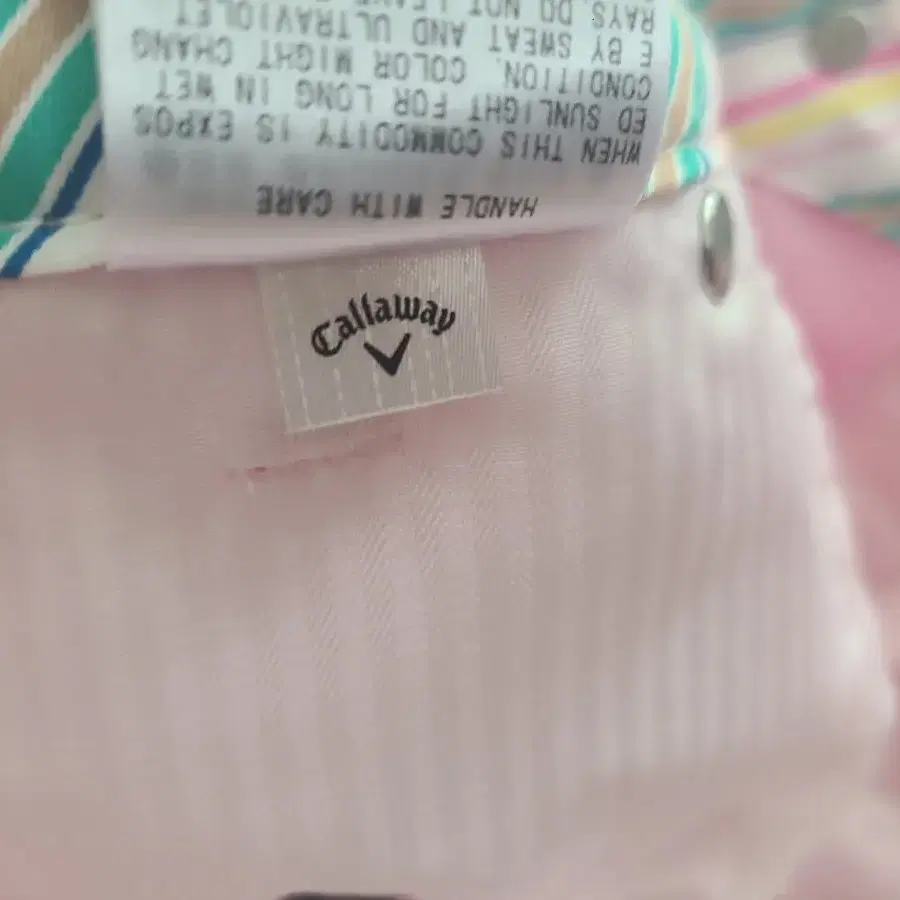 HANDLE WITH CARE
WHEN THIS COMMODITY IS EXPOS
ED SUNLIGHT FOR LONG IN WET
CONDITION. COLOR MIGHT CHANG
E BY SWEAT AND ULTRAVIOLET
RAYS. DO NOT LEAVE
Callaway